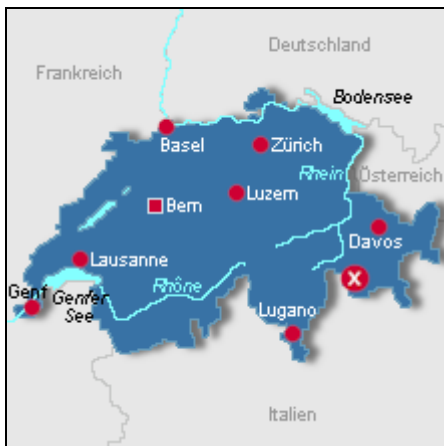 Deutschland
Frankreich
Bodensee
Basel
Zürich
Rhein
Österreich
Luzern
Bern
Davos
Lausanne
X
Rhône
Genf
Genfer
See
Lugano
Italien